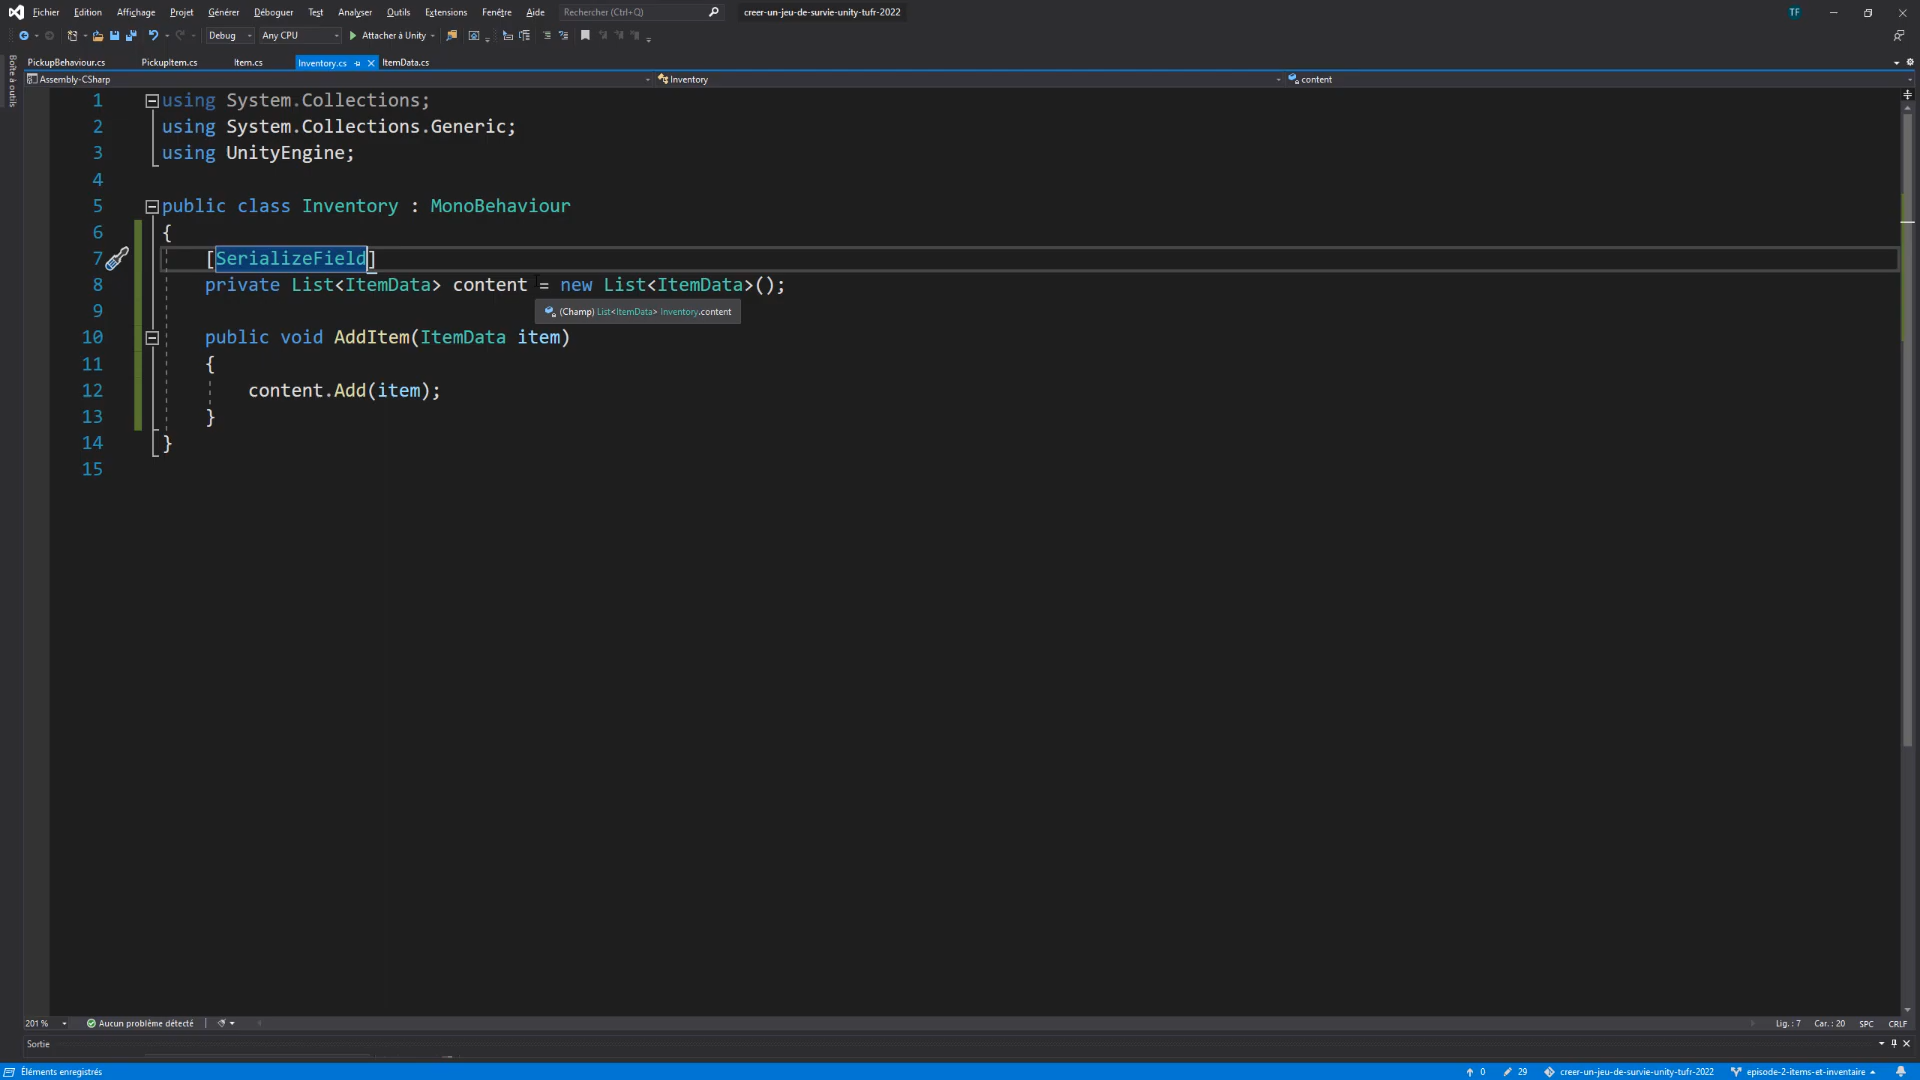 Fichier Edition Affichage Projet Générer Déboguer Test Analyser Outils Extensions Fenêtre Aide Rechercher (Ctrl+Q) creer-un-jeu-de-survie-unity-tufr-2022 TF
Debug Any CPU Attacher à Unity
Boîte à outils
PickupBehaviour.cs PickupItem.cs Item.cs Inventory.cs ItemData.cs
Assembly-CSharp Inventory content
1 using System.Collections;
2 using System.Collections.Generic;
3 using UnityEngine;
4
5 public class Inventory : MonoBehaviour
6 {
7 [SerializeField]
8 private List<ItemData> content = new List<ItemData>();
9
(Champ) List<ItemData> Inventory.content
10 public void AddItem(ItemData item)
11 {
12 content.Add(item);
13 }
14 }
15
201 % Aucun problème détecté Lig. : 7 Car. : 20 SPC CRLF
Sortie
Éléments enregistrés 0 29 creer-un-jeu-de-survie-unity-tufr-2022 episode-2-items-et-inventaire